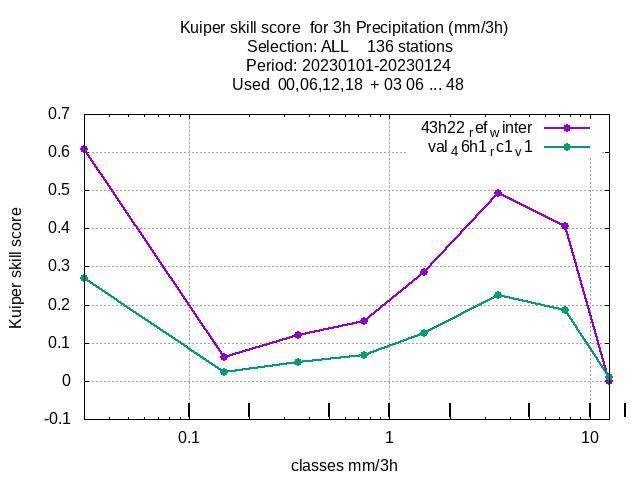 Kuiper skill score  for 3h Precipitation (mm/3h)
Selection: ALL    136 stations
Period: 20230101-20230124
Used  00,06,12,18  + 03 06 ... 48
43h22refwinter
val46h1rc1v1
0.7
0.6
0.5
0.4
0.3
0.2
0.1
0
-0.1
Kuiper skill score
0.1
1
10
classes mm/3h